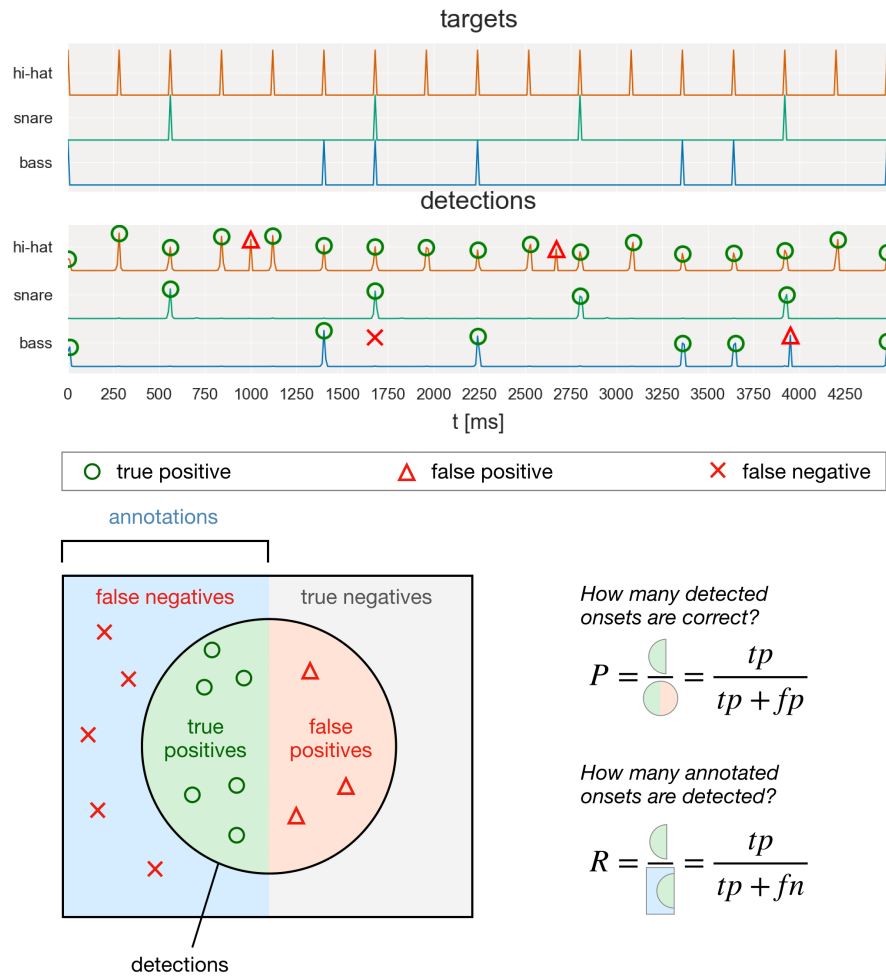 targets
hi-hat
snare
bass
detections
hi-hat
snare
bass
0 250 500 750 1000 1250 1500 1750 2000 2250 2500 2750 3000 3250 3500 3750 4000 4250
t [ms]
true positive false positive false negative
annotations
false negatives true negatives
true
positives
false
positives
detections
How many detected
onsets are correct?
P = = tp / tp + fp
How many annotated
onsets are detected?
R = = tp / tp + fn